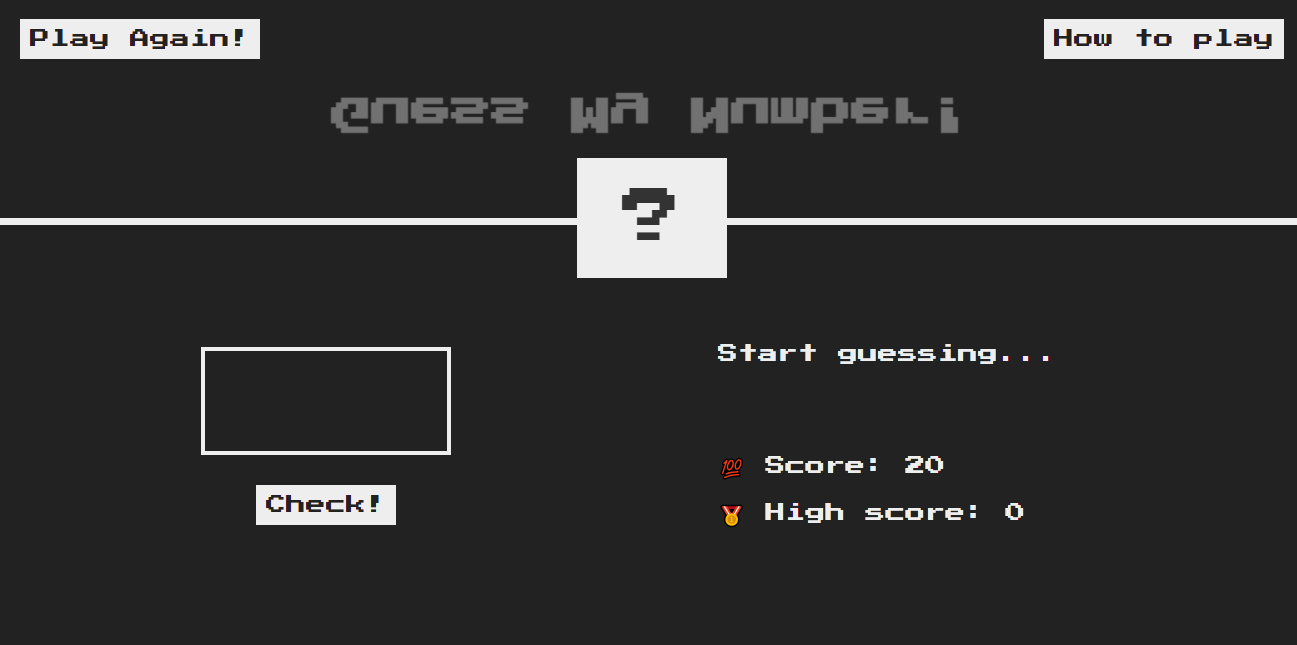 Play Again!
How to play
Guess My Number!
?
Start guessing...
💯 Score: 20
🥇 High score: 0
Check!